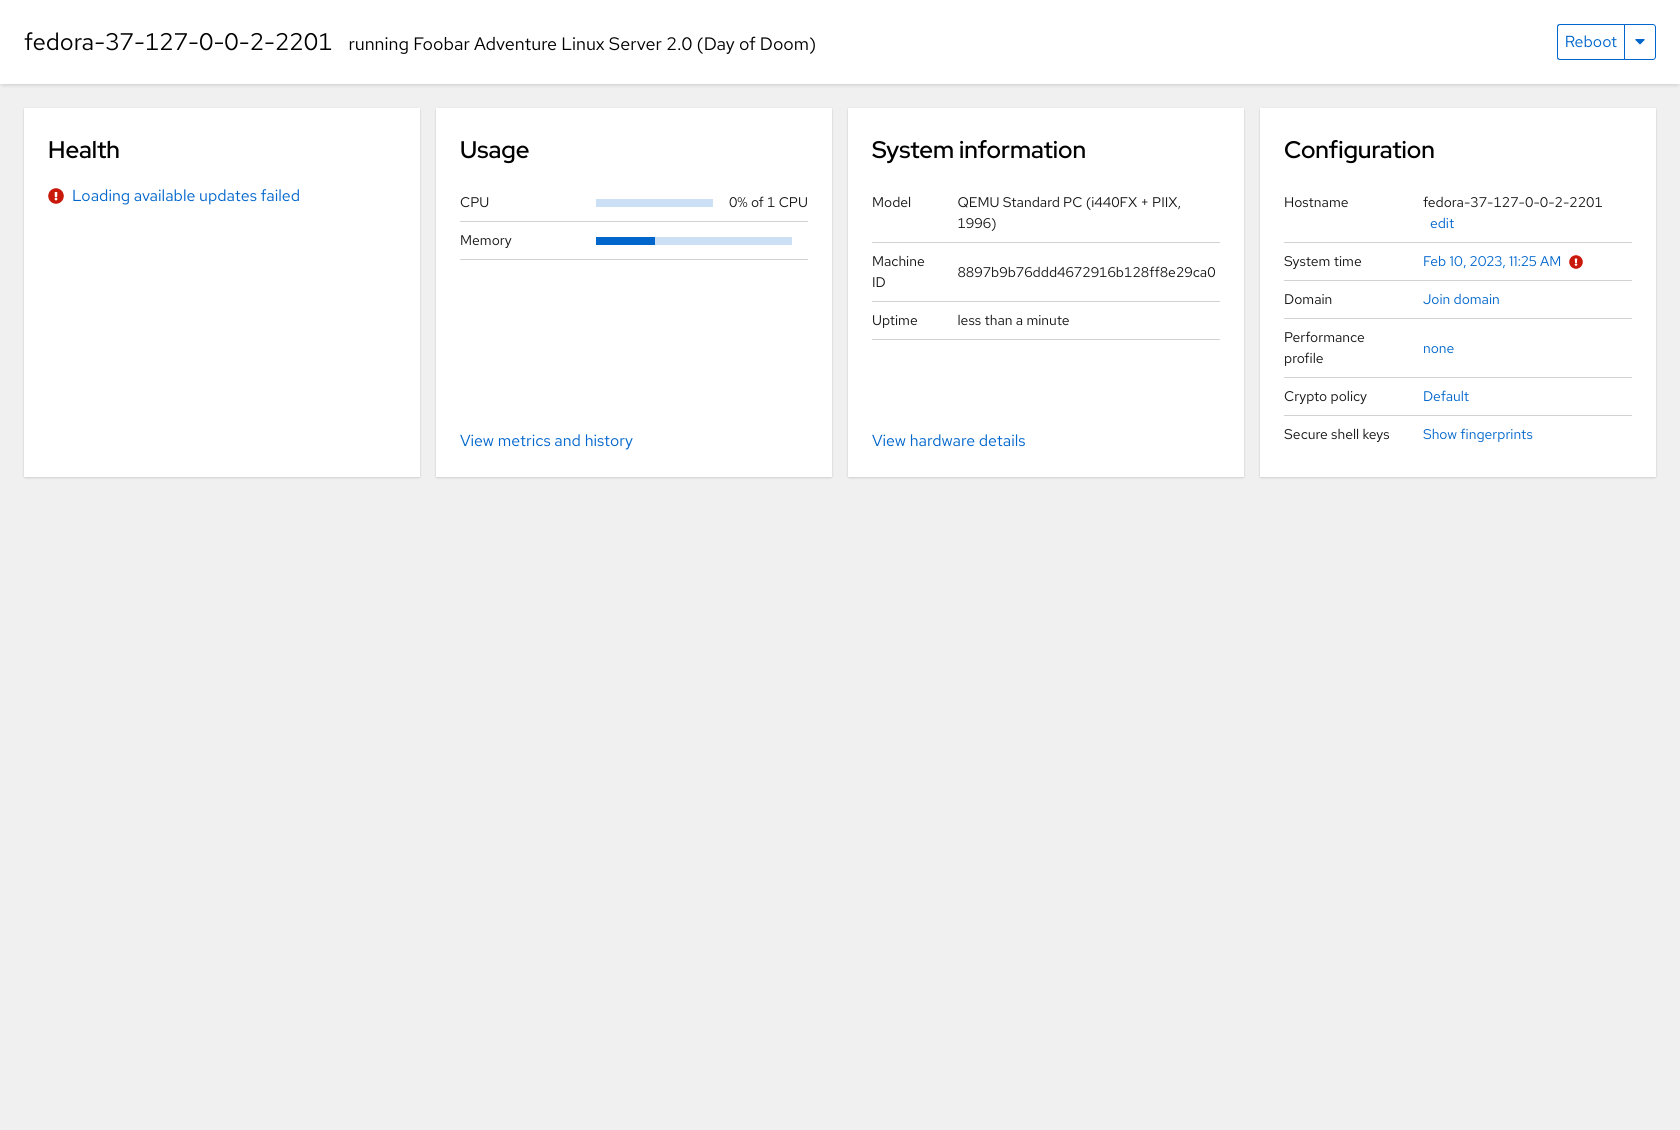 fedora-37-127-0-0-2-2201 running Foobar Adventure Linux Server 2.0 (Day of Doom)
Reboot
Health
Loading available updates failed
Usage
CPU 0% of 1 CPU
Memory
View metrics and history
System information
Model QEMU Standard PC (i440FX + PIIX,
1996)
Machine
ID 8897b9b76ddd4672916b128ff8e29ca0
Uptime less than a minute
View hardware details
Configuration
Hostname fedora-37-127-0-0-2-2201
edit
System time Feb 10, 2023, 11:25 AM
Domain Join domain
Performance
profile none
Crypto policy Default
Secure shell keys Show fingerprints